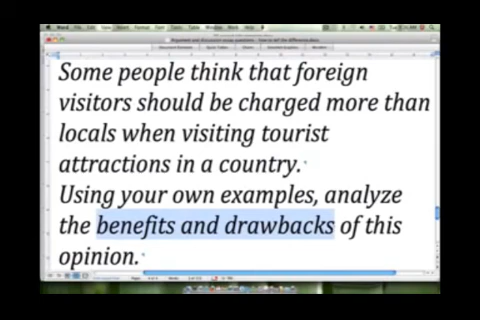 Some people think that foreign
visitors should be charged more than
locals when visiting tourist
attractions in a country.
Using your own examples, analyze
the benefits and drawbacks of this
opinion.